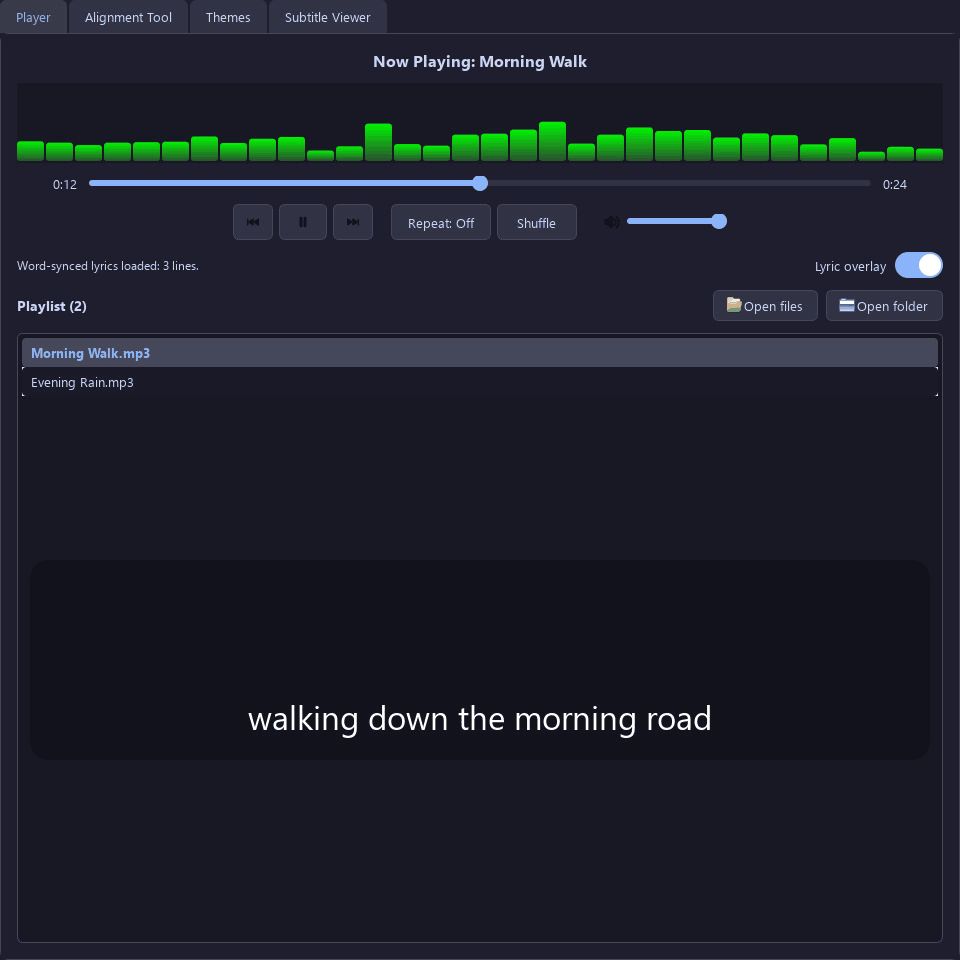 Player Alignment Tool Themes Subtitle Viewer
Now Playing: Morning Walk
0:12 0:24
Repeat: Off Shuffle
Word-synced lyrics loaded: 3 lines. Lyric overlay
Playlist (2) Open files Open folder
Morning Walk.mp3
Evening Rain.mp3
walking down the morning road